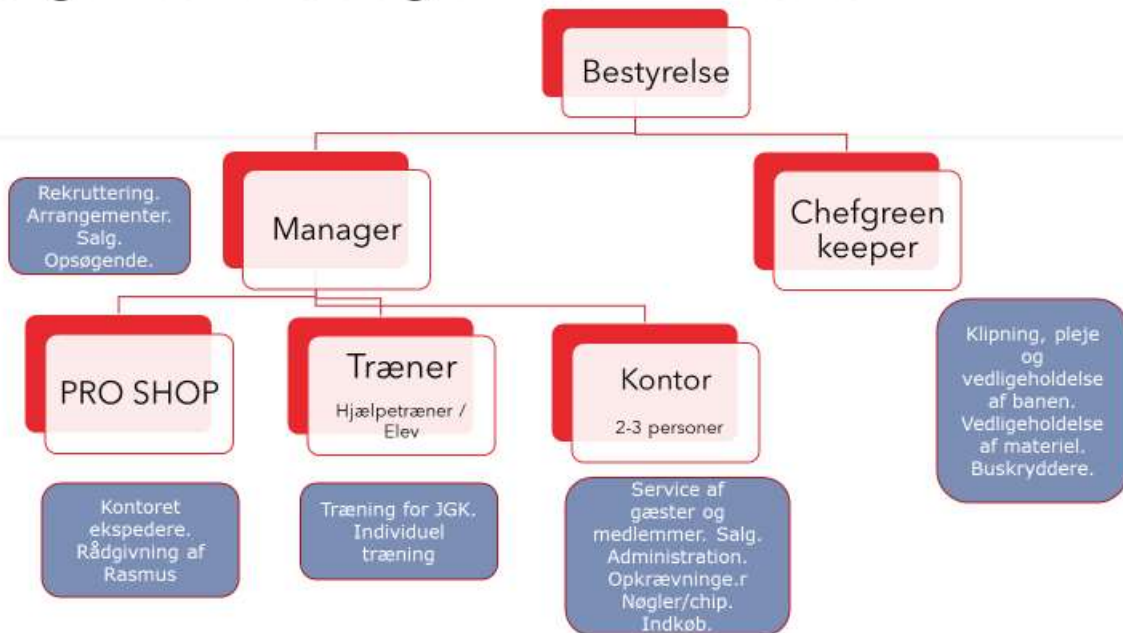 Bestyrelse
Rekruttering.
Arrangementer.
Salg.
Opsøgende.
Manager
Chefgreen
keeper
PRO SHOP
Træner
Hjælpetræner /
Elev
Kontor
2-3 personer
Klipning, pleje
og
vedligeholdelse
af banen.
Vedligeholdelse
af materiel.
Buskryddere.
Kontoret
ekspedere.
Rådgivning af
Rasmus
Træning for JGK.
Individuel
træning
Service af
gæster og
medlemmer. Salg.
Administration.
Opkrævninge.r
Nøgler/chip.
Indkøb.